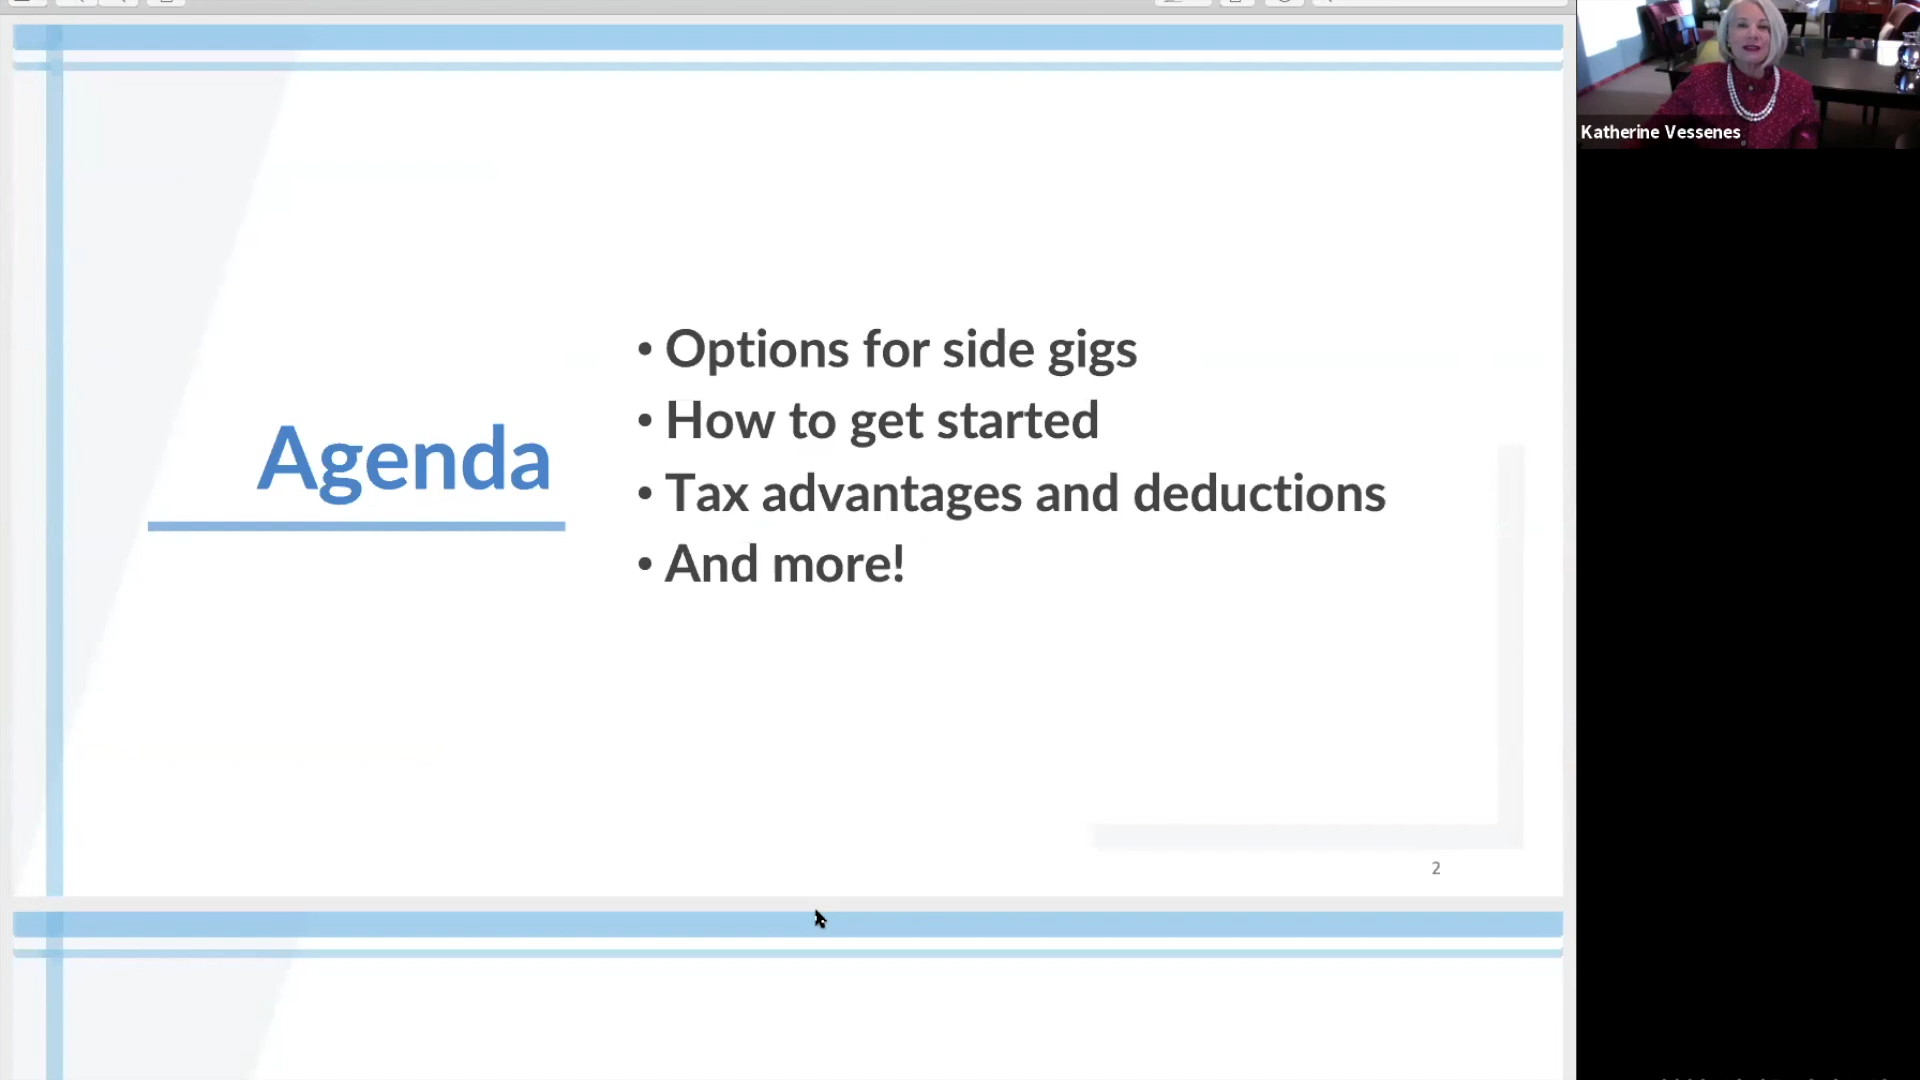 Agenda
• Options for side gigs
• How to get started
• Tax advantages and deductions
• And more!
2
Katherine Vessenes